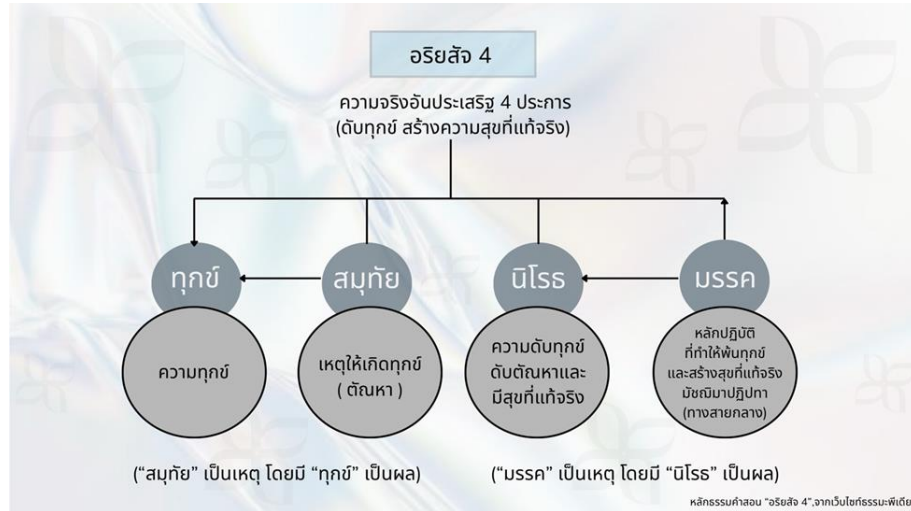 อริยสัจ 4
ความจริงอันประเสริฐ 4 ประการ
(ดับทุกข์ สร้างความสุขที่แท้จริง)
ทุกข์
สมุทัย
นิโรธ
มรรค
ความทุกข์
เหตุให้เกิดทุกข์
( ตัณหา )
ความดับทุกข์
ดับตัณหาและ
มีสุขที่แท้จริง
หลักปฏิบัติ
ที่ทำให้พ้นทุกข์
และสร้างสุขที่แท้จริง
มัชฌิมาปฏิปทา
(ทางสายกลาง)
(“สมุทัย” เป็นเหตุ โดยมี “ทุกข์” เป็นผล)
(“มรรค” เป็นเหตุ โดยมี “นิโรธ” เป็นผล)
หลักธรรมคำสอน “อริยสัจ 4”,จากเว็บไซท์ธรรมะพีเดีย